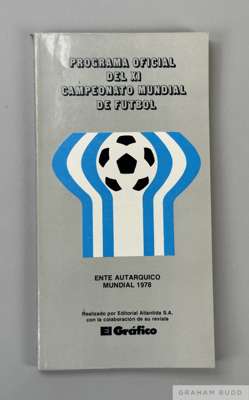 PROGRAMA OFICIAL
DEL XI
CAMPEONATO MUNDIAL
DE FUTBOL
ENTE AUTARQUICO
MUNDIAL 1978
Realizado por Editorial Atlantida S.A.
con la colaboración de su revista
El Gráfico
GRAHAM BUDD